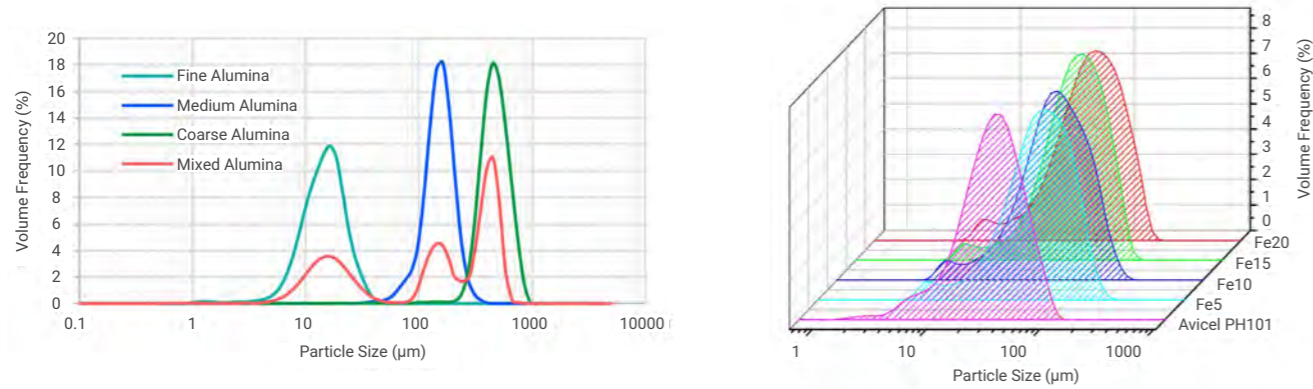 20
18
16
14
12
10
8
6
4
2
0
Volume Frequency (%)
Fine Alumina
Medium Alumina
Coarse Alumina
Mixed Alumina
0.1 1 10 100 1000 10000
Particle Size (µm)
8
7
6
5
4
3
2
1
0
Volume Frequency (%)
Fe20
Fe15
Fe10
Fe5
Avicel PH101
1 10 100 1000
Particle Size (µm)